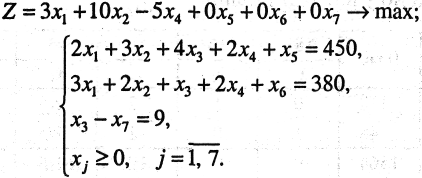 Z = 3x₁ + 10x₂ − 5x₄ + 0x₅ + 0x₆ + 0x₇ → max;
2x₁ + 3x₂ + 4x₃ + 2x₄ + x₅ = 450,
3x₁ + 2x₂ + x₃ + 2x₄ + x₆ = 380,
x₃ − x₇ = 9,
xⱼ ≥ 0, j = 1, 7.